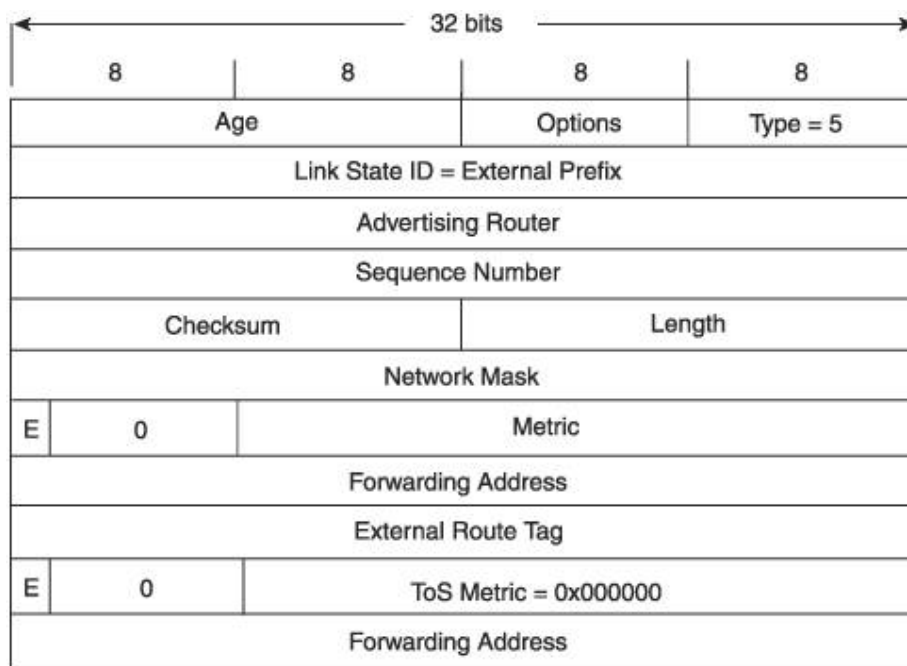 32 bits
8 8 8 8
Age Options Type = 5
Link State ID = External Prefix
Advertising Router
Sequence Number
Checksum Length
Network Mask
E 0 Metric
Forwarding Address
External Route Tag
E 0 ToS Metric = 0x000000
Forwarding Address